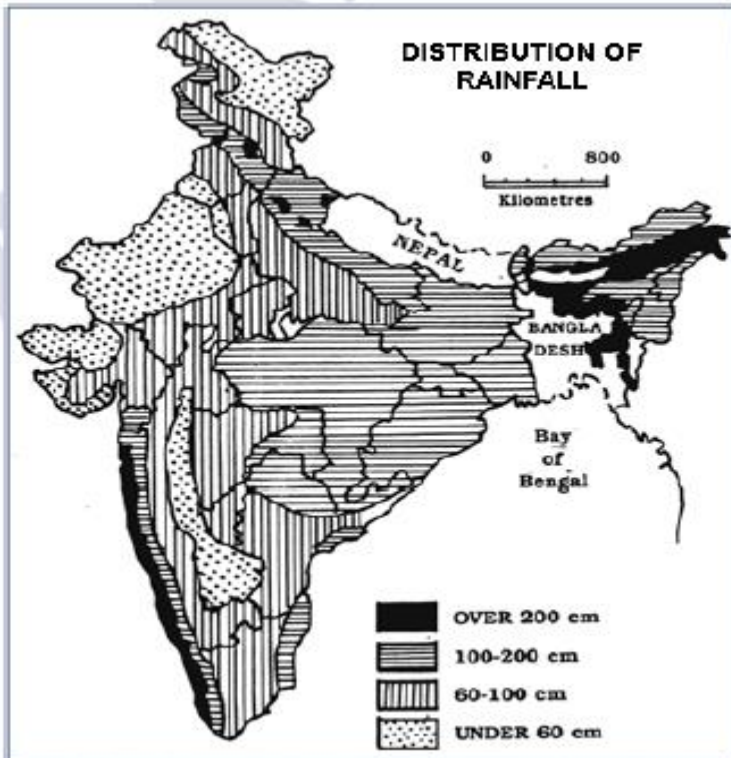 DISTRIBUTION OF
RAINFALL
0 800
Kilometres
NEPAL
BANGLA
DESH
Bay
of
Bengal
OVER 200 cm
100-200 cm
60-100 cm
UNDER 60 cm